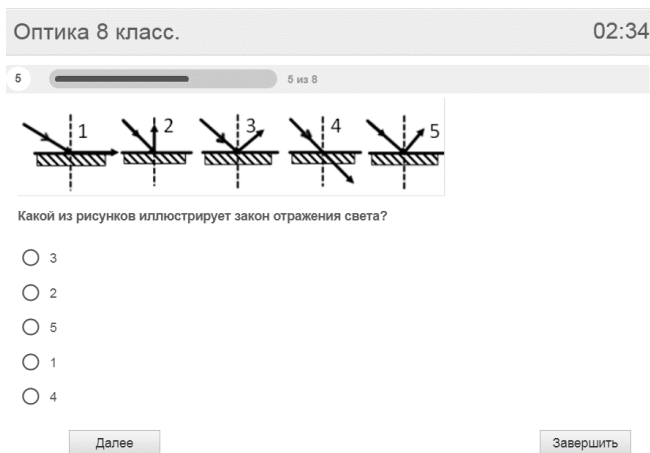 Оптика 8 класс.
02:34
5
5 из 8
1 2 3 4 5
Какой из рисунков иллюстрирует закон отражения света?
3
2
5
1
4
Далее
Завершить